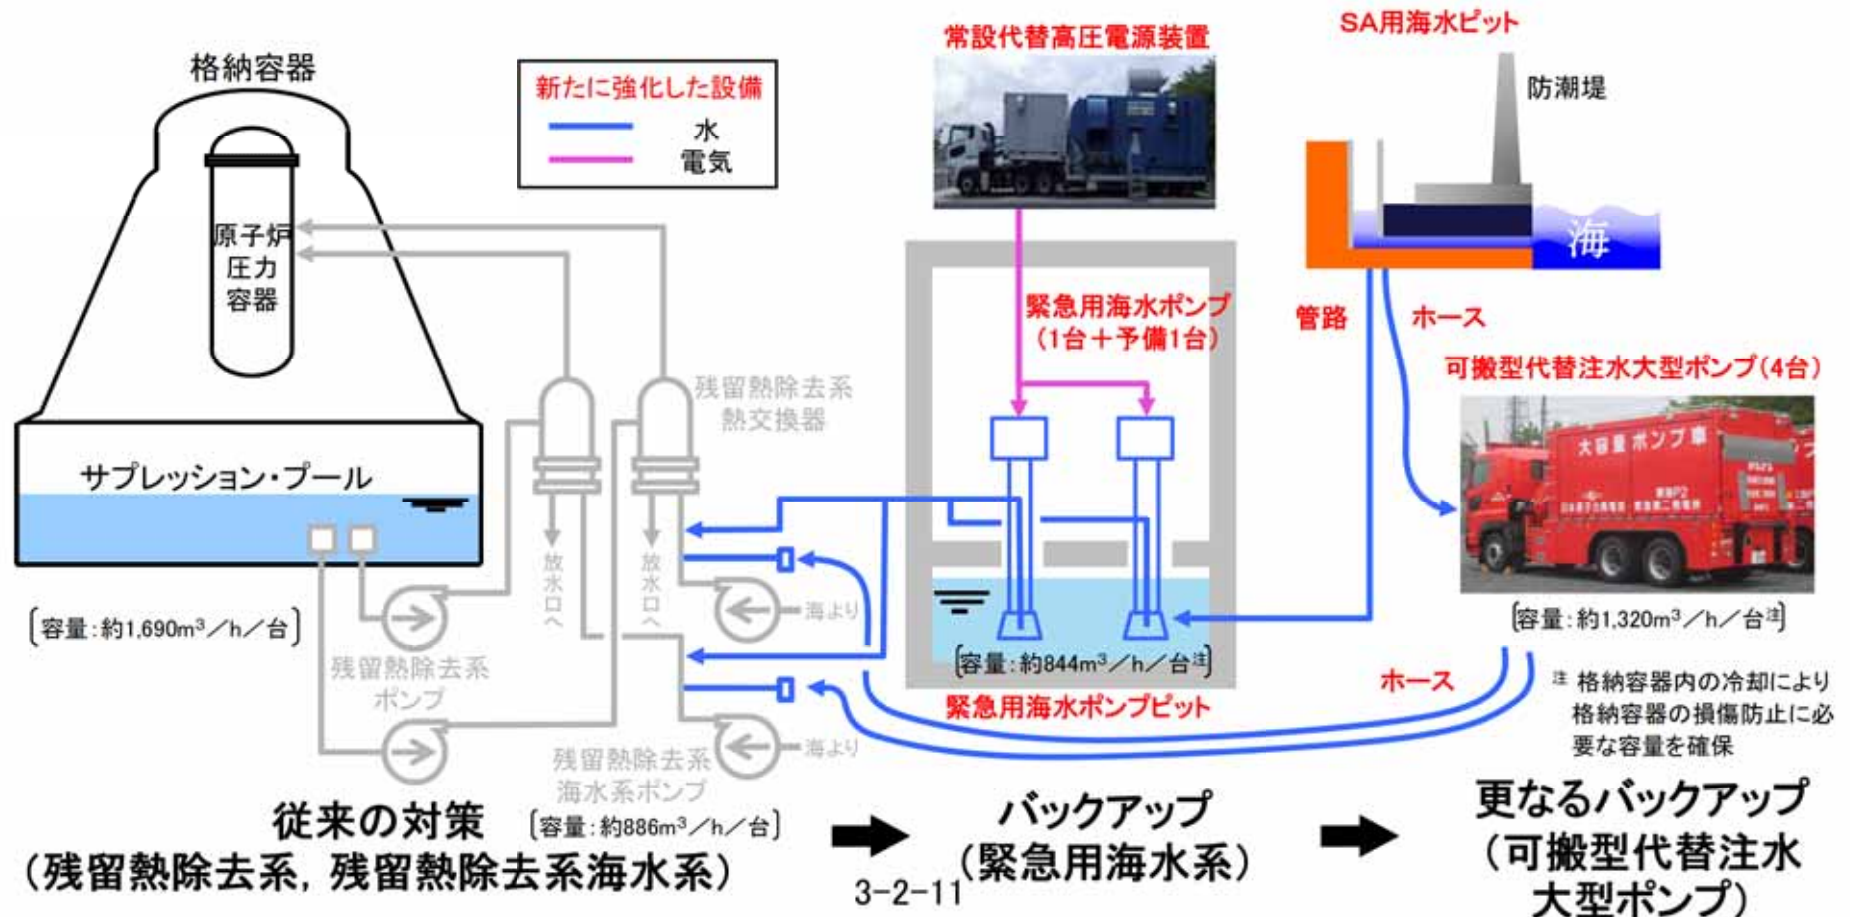 格納容器
原子炉
圧力
容器
サプレッション・プール
〔容量：約1,690m³／h／台〕
新たに強化した設備
水
電気
残留熱除去系
熱交換器
放水口へ
放水口へ
海より
海より
残留熱除去系
ポンプ
残留熱除去系
海水系ポンプ
〔容量：約886m³／h／台〕
従来の対策
（残留熱除去系，残留熱除去系海水系）
常設代替高圧電源装置
緊急用海水ポンプ
（1台＋予備1台）
〔容量：約844m³／h／台注〕
緊急用海水ポンプピット
バックアップ
（緊急用海水系）
3-2-11
SA用海水ピット
防潮堤
海
管路
ホース
可搬型代替注水大型ポンプ（4台）
大容量ポンプ車
〔容量：約1,320m³／h／台注〕
ホース
注 格納容器内の冷却により
格納容器の損傷防止に必
要な容量を確保
更なるバックアップ
（可搬型代替注水
大型ポンプ）